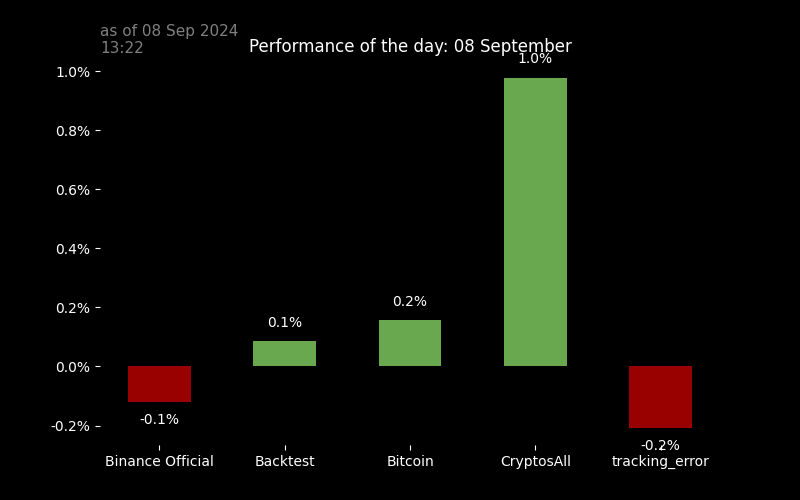 as of 08 Sep 2024
13:22
Performance of the day: 08 September
1.0%
1.0%
0.8%
0.6%
0.4%
0.2%
0.2%
0.1%
0.0%
-0.1%
-0.2%
-0.2%
Binance Official
Backtest
Bitcoin
CryptosAll
tracking_error